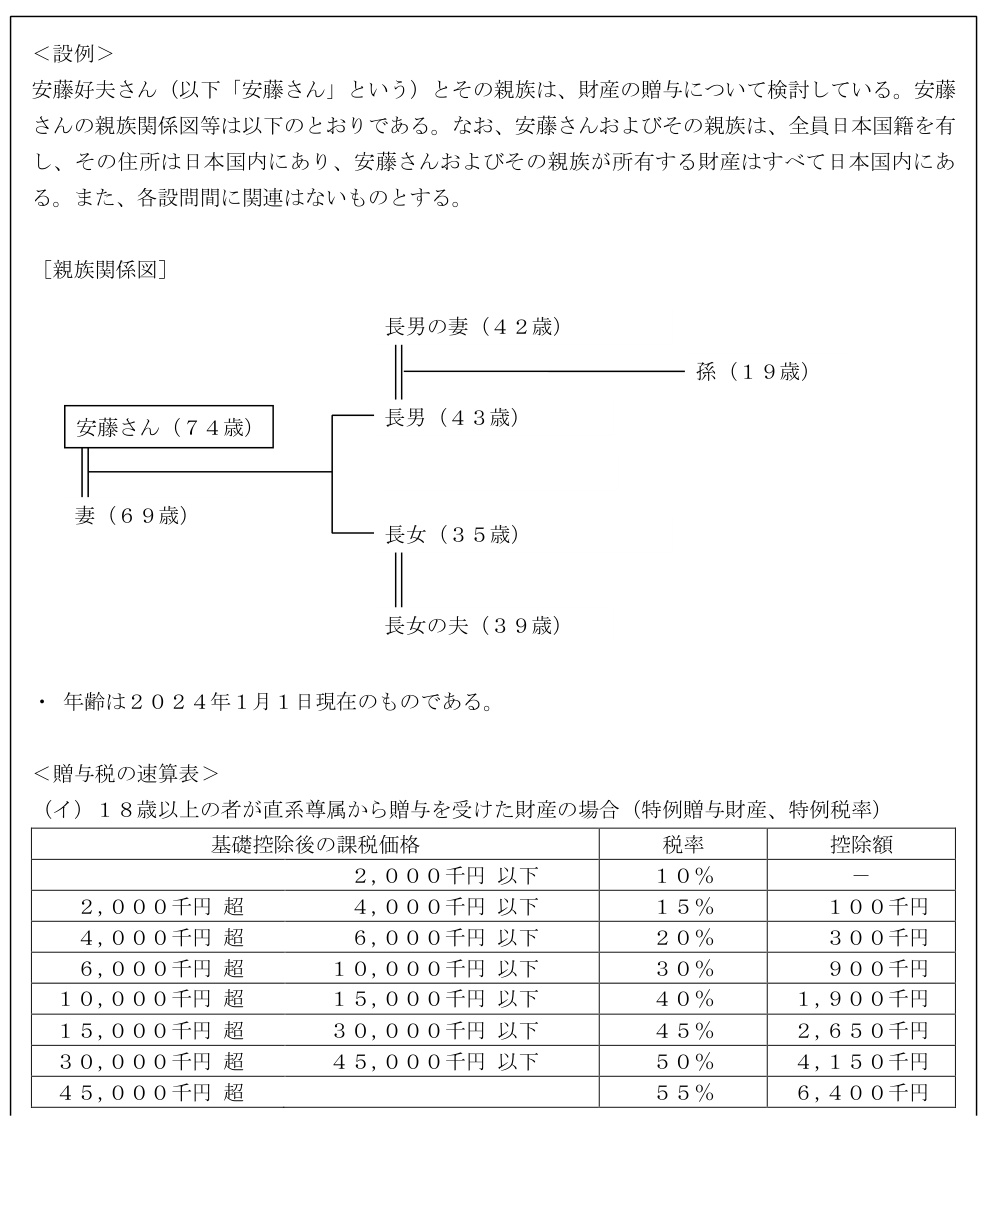 ＜設例＞
安藤好夫さん（以下「安藤さん」という）とその親族は、財産の贈与について検討している。安藤
さんの親族関係図等は以下のとおりである。なお、安藤さんおよびその親族は、全員日本国籍を有
し、その住所は日本国内にあり、安藤さんおよびその親族が所有する財産はすべて日本国内にあ
る。また、各設問間に関連はないものとする。
［親族関係図］
長男の妻（４２歳）
孫（１９歳）
長男（４３歳）
安藤さん（７４歳）
妻（６９歳）
長女（３５歳）
長女の夫（３９歳）
・ 年齢は２０２４年１月１日現在のものである。
＜贈与税の速算表＞
（イ）１８歳以上の者が直系尊属から贈与を受けた財産の場合（特例贈与財産、特例税率）
基礎控除後の課税価格 税率 控除額
２,０００千円 以下 １０％ －
２,０００千円 超 ４,０００千円 以下 １５％ １００千円
４,０００千円 超 ６,０００千円 以下 ２０％ ３００千円
６,０００千円 超 １０,０００千円 以下 ３０％ ９００千円
１０,０００千円 超 １５,０００千円 以下 ４０％ １,９００千円
１５,０００千円 超 ３０,０００千円 以下 ４５％ ２,６５０千円
３０,０００千円 超 ４５,０００千円 以下 ５０％ ４,１５０千円
４５,０００千円 超 ５５％ ６,４００千円